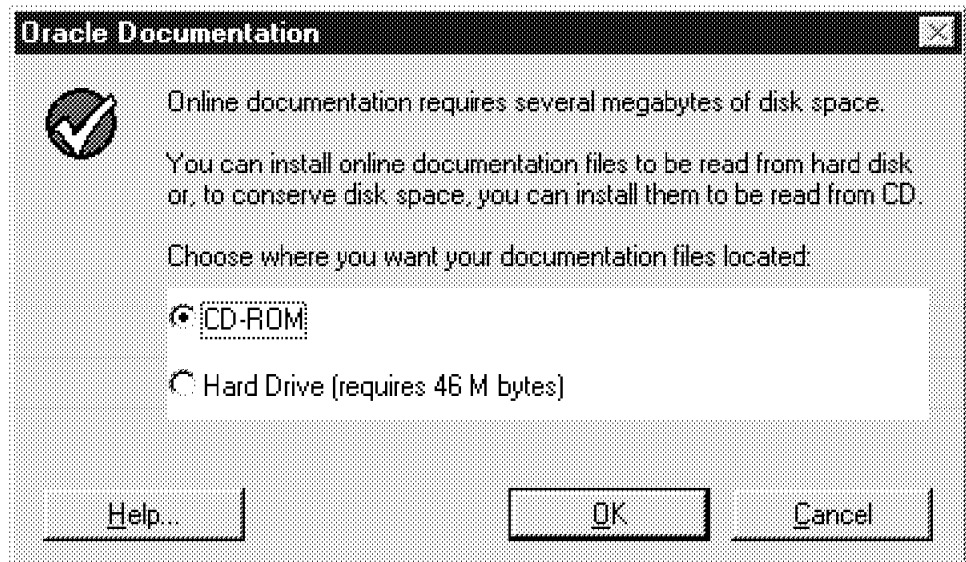 Oracle Documentation
Online documentation requires several megabytes of disk space.
You can install online documentation files to be read from hard disk
or, to conserve disk space, you can install them to be read from CD.
Choose where you want your documentation files located:
CD-ROM
Hard Drive (requires 46 M bytes)
Help... OK Cancel